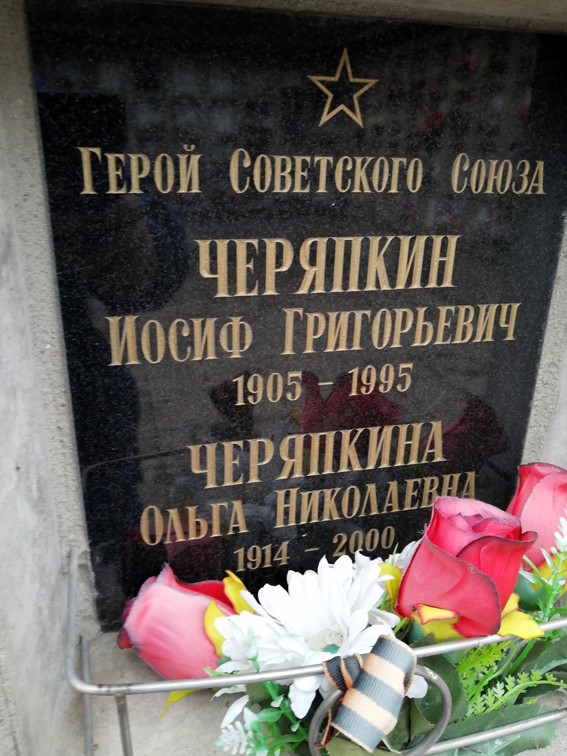 Герой Советского Союза
ЧЕРЯПКИН
Иосиф Григорьевич
1905 – 1995
ЧЕРЯПКИНА
Ольга Николаевна
1914 – 2000